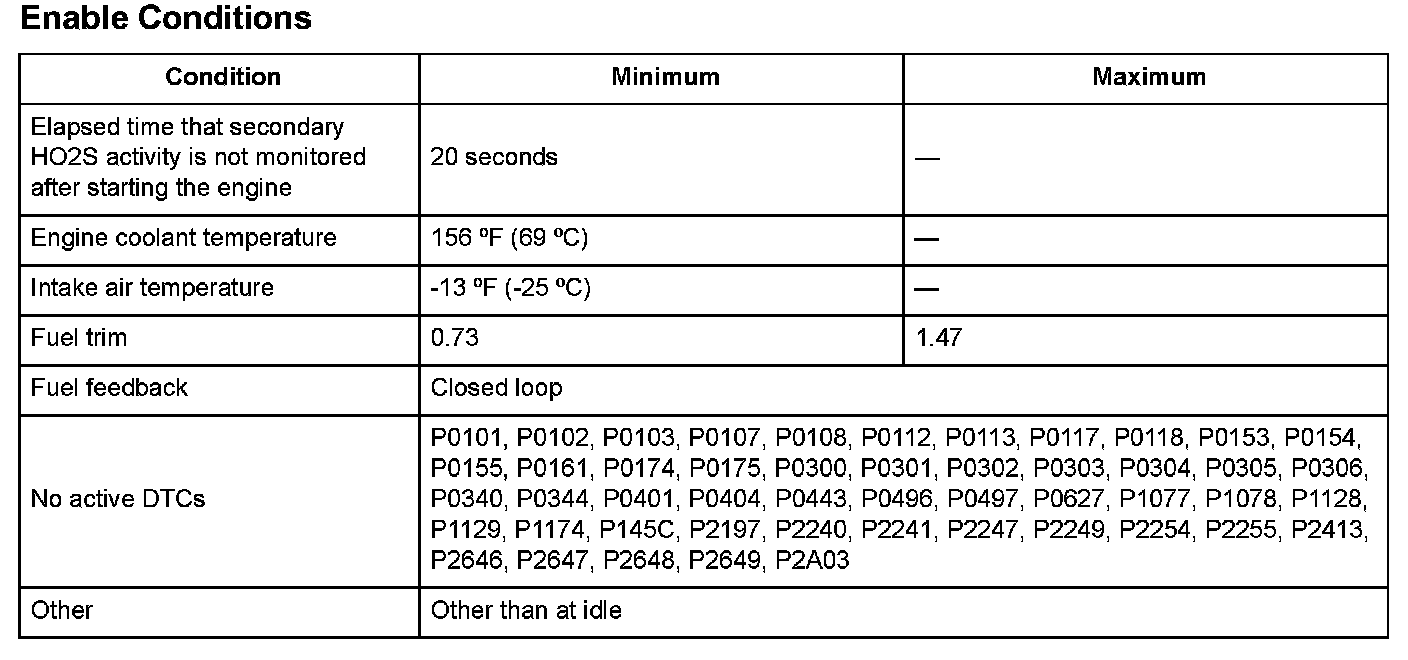 Enable Conditions
Condition Minimum Maximum
Elapsed time that secondary
HO2S activity is not monitored
after starting the engine
20 seconds —
Engine coolant temperature 156 ºF (69 ºC) —
Intake air temperature -13 ºF (-25 ºC) —
Fuel trim 0.73 1.47
Fuel feedback Closed loop
No active DTCs
P0101, P0102, P0103, P0107, P0108, P0112, P0113, P0117, P0118, P0153, P0154,
P0155, P0161, P0174, P0175, P0300, P0301, P0302, P0303, P0304, P0305, P0306,
P0340, P0344, P0401, P0404, P0443, P0496, P0497, P0627, P1077, P1078, P1128,
P1129, P1174, P145C, P2197, P2240, P2241, P2247, P2249, P2254, P2255, P2413,
P2646, P2647, P2648, P2649, P2A03
Other Other than at idle